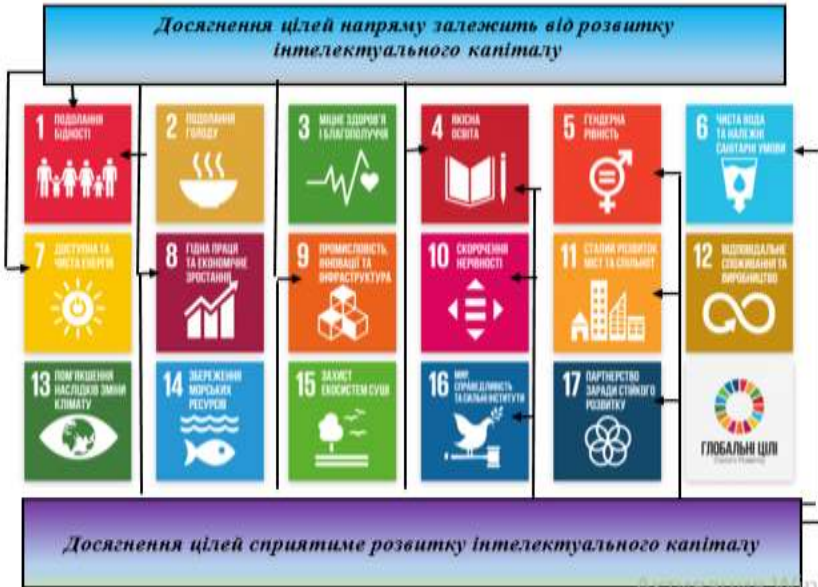 Досягнення цілей напряму залежить від розвитку
інтелектуального капіталу
1 ПОДОЛАННЯ
БІДНОСТІ
2 ПОДОЛАННЯ
ГОЛОДУ
3 МІЦНЕ ЗДОРОВ'Я
І БЛАГОПОЛУЧЧЯ
4 ЯКІСНА
ОСВІТА
5 ГЕНДЕРНА
РІВНІСТЬ
6 ЧИСТА ВОДА
ТА НАЛЕЖНІ
САНІТАРНІ УМОВИ
7 ДОСТУПНА ТА
ЧИСТА ЕНЕРГІЯ
8 ГІДНА ПРАЦЯ
ТА ЕКОНОМІЧНЕ
ЗРОСТАННЯ
9 ПРОМИСЛОВІСТЬ,
ІННОВАЦІЇ ТА
ІНФРАСТРУКТУРА
10 СКОРОЧЕННЯ
НЕРІВНОСТІ
11 СТАЛИЙ РОЗВИТОК
МІСТ ТА СПІЛЬНОТ
12 ВІДПОВІДАЛЬНЕ
СПОЖИВАННЯ ТА
ВИРОБНИЦТВО
13 ПОМ'ЯКШЕННЯ
НАСЛІДКІВ ЗМІНИ
КЛІМАТУ
14 ЗБЕРЕЖЕННЯ
МОРСЬКИХ
РЕСУРСІВ
15 ЗАХИСТ
ЕКОСИСТЕМ СУШІ
16 МИР,
СПРАВЕДЛИВІСТЬ
ТА СИЛЬНІ ІНСТИТУТИ
17 ПАРТНЕРСТВО
ЗАРАДИ СТІЙКОГО
РОЗВИТКУ
ГЛОБАЛЬНІ ЦІЛІ
Досягнення цілей сприятиме розвитку інтелектуального капіталу